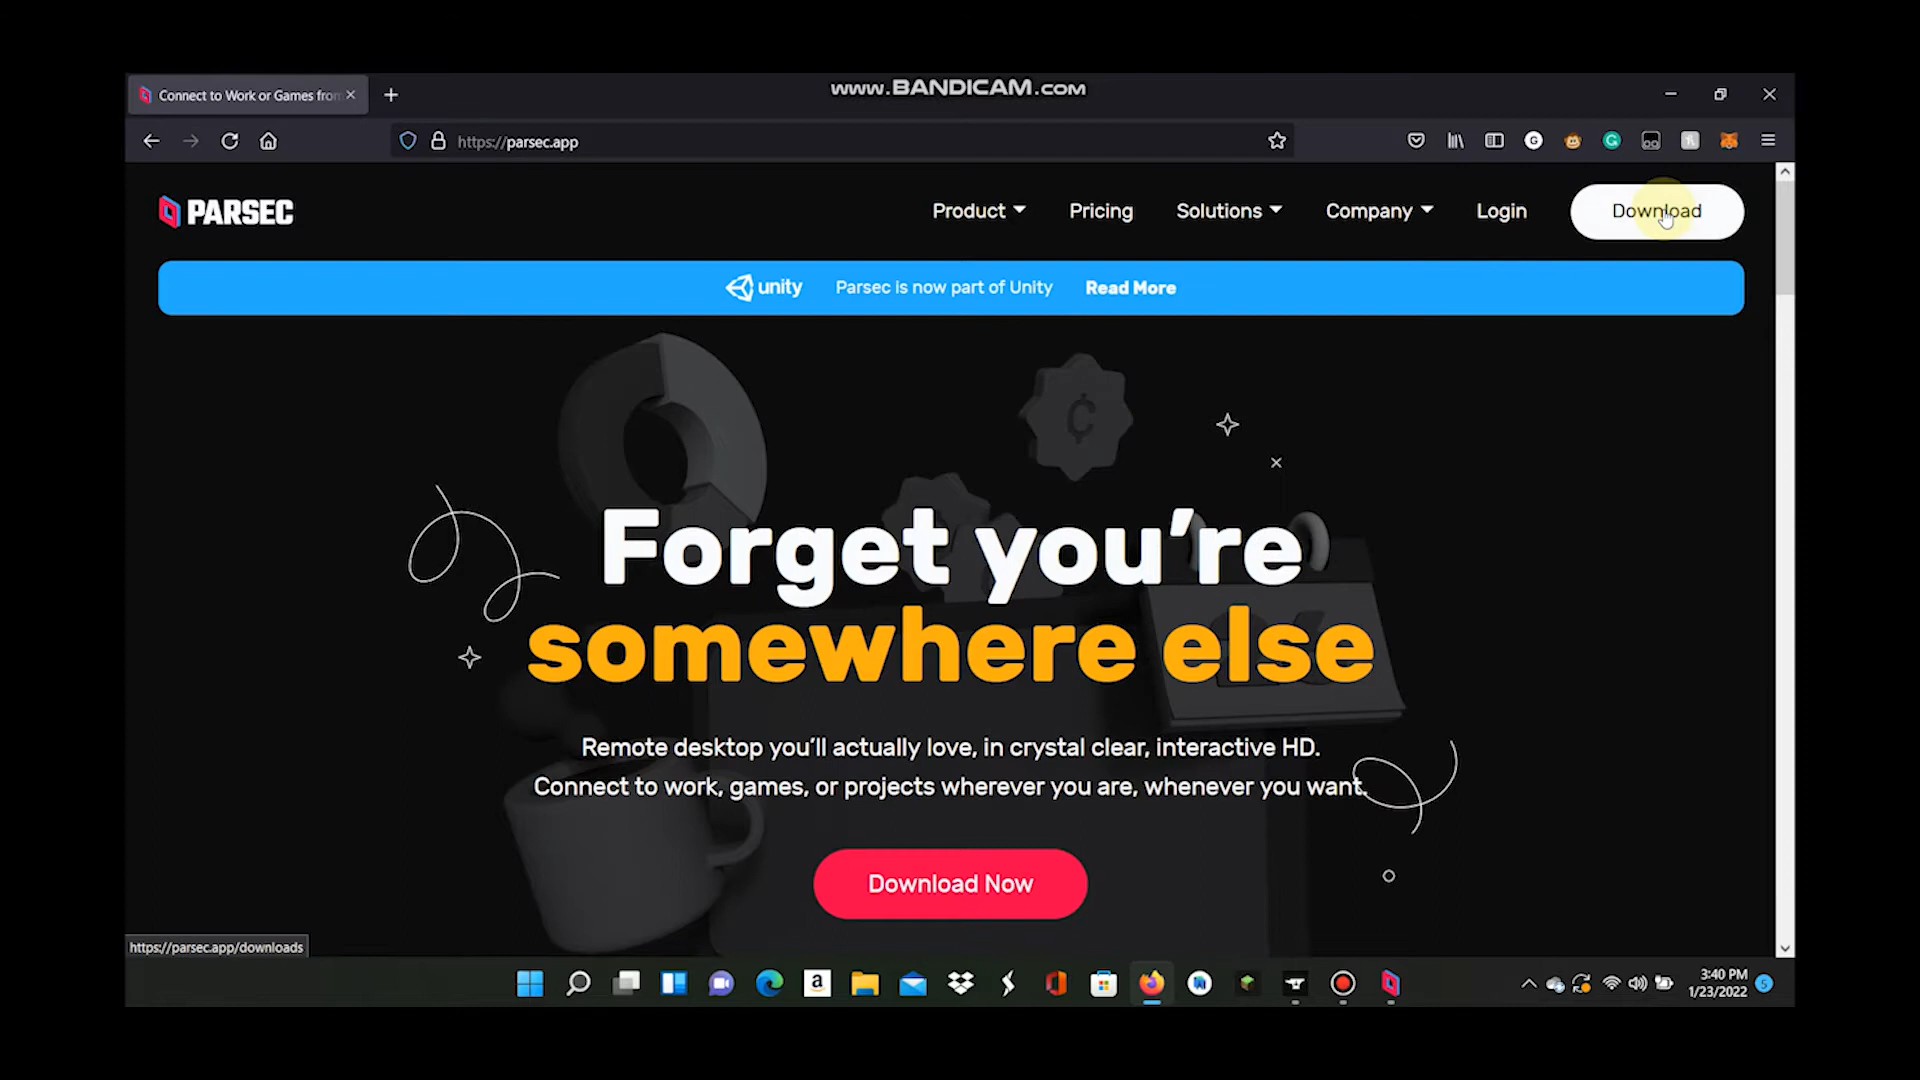 www.BANDICAM.com
Connect to Work or Games from
https://parsec.app
PARSEC
Product
Pricing
Solutions
Company
Login
Download
unity
Parsec is now part of Unity
Read More
Forget you're
somewhere else
Remote desktop you'll actually love, in crystal clear, interactive HD.
Connect to work, games, or projects wherever you are, whenever you want.
Download Now
https://parsec.app/downloads
3:40 PM
1/23/2022
5